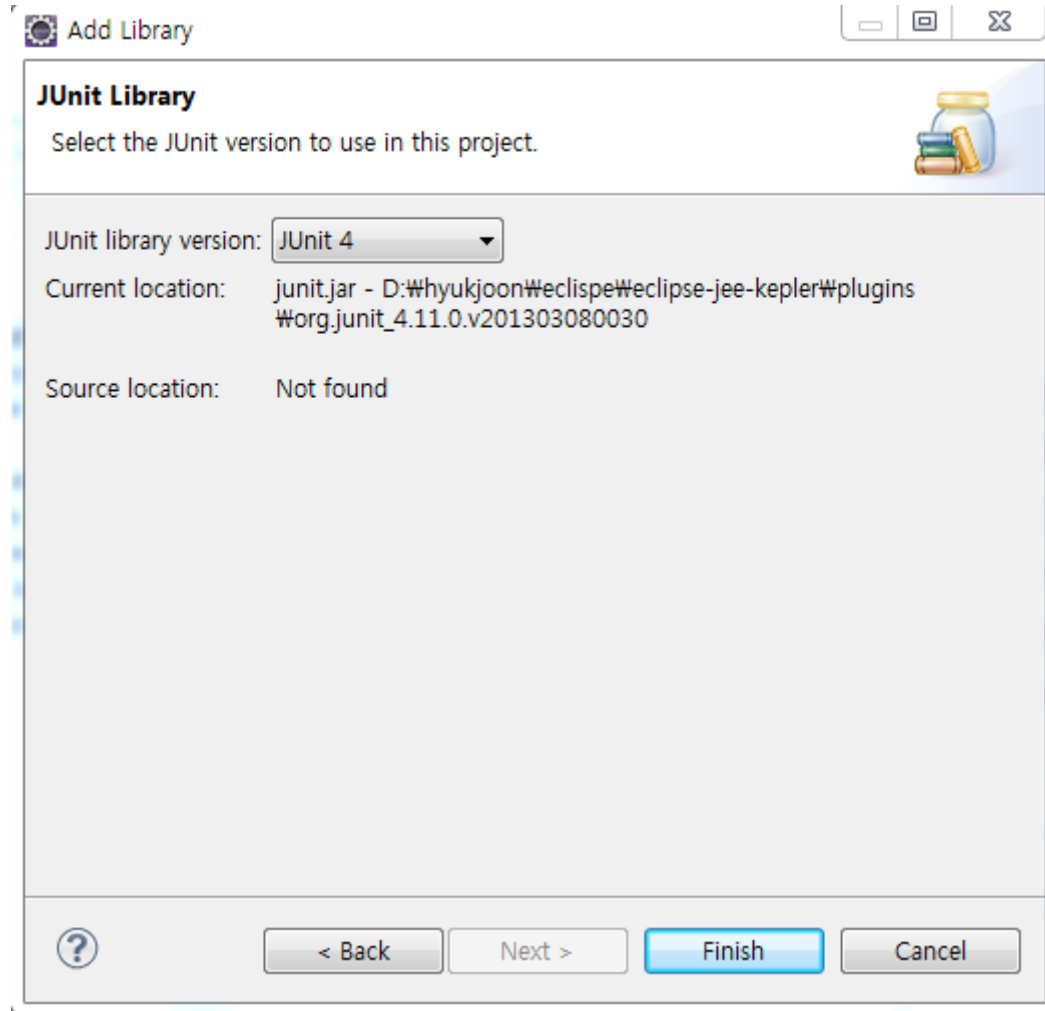 Add Library
JUnit Library
Select the JUnit version to use in this project.
JUnit library version: JUnit 4
Current location: junit.jar - D:₩hyukjoon₩eclispe₩eclipse-jee-kepler₩plugins
₩org.junit_4.11.0.v201303080030
Source location: Not found
? < Back Next > Finish Cancel